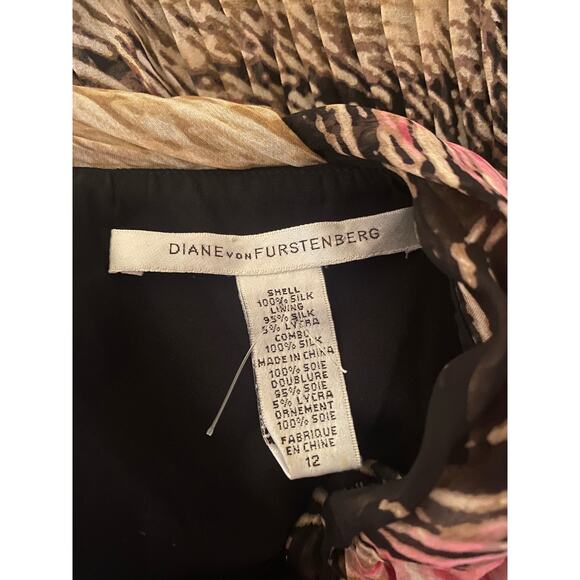 DIANE VON FURSTENBERG
SHELL
100% SILK
LINING
95% SILK
5% LYCRA
COMBO
100% SILK
MADE IN CHINA
100% SOIE
DOUBLURE
95% SOIE
5% LYCRA
ORNEMENT
100% SOIE
FABRIQUE
EN CHINE
12